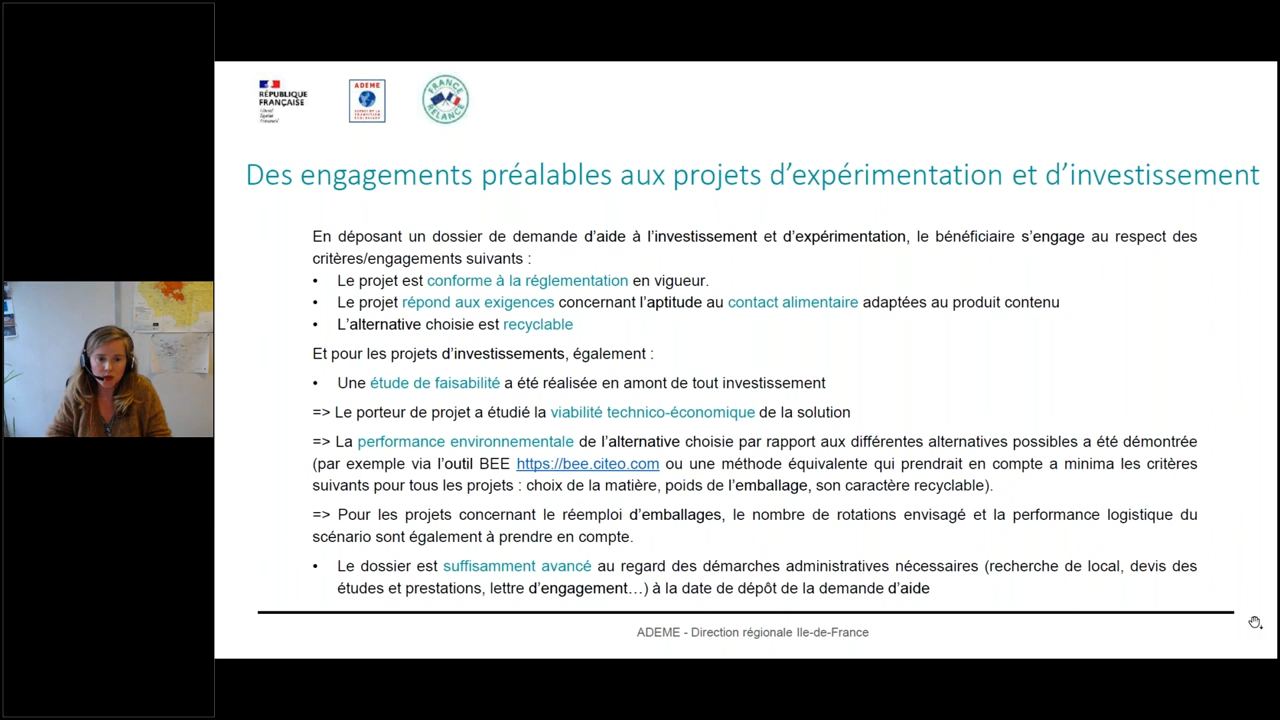 RÉPUBLIQUE
FRANÇAISE
Liberté
Égalité
Fraternité
ADEME
FRANCE
RELANCE
Des engagements préalables aux projets d’expérimentation et d’investissement
En déposant un dossier de demande d’aide à l’investissement et d’expérimentation, le bénéficiaire s’engage au respect des
critères/engagements suivants :
• Le projet est conforme à la réglementation en vigueur.
• Le projet répond aux exigences concernant l’aptitude au contact alimentaire adaptées au produit contenu
• L’alternative choisie est recyclable
Et pour les projets d’investissements, également :
• Une étude de faisabilité a été réalisée en amont de tout investissement
=> Le porteur de projet a étudié la viabilité technico-économique de la solution
=> La performance environnementale de l’alternative choisie par rapport aux différentes alternatives possibles a été démontrée
(par exemple via l’outil BEE https://bee.citeo.com ou une méthode équivalente qui prendrait en compte a minima les critères
suivants pour tous les projets : choix de la matière, poids de l’emballage, son caractère recyclable).
=> Pour les projets concernant le réemploi d’emballages, le nombre de rotations envisagé et la performance logistique du
scénario sont également à prendre en compte.
• Le dossier est suffisamment avancé au regard des démarches administratives nécessaires (recherche de local, devis des
études et prestations, lettre d’engagement…) à la date de dépôt de la demande d’aide
ADEME - Direction régionale Ile-de-France